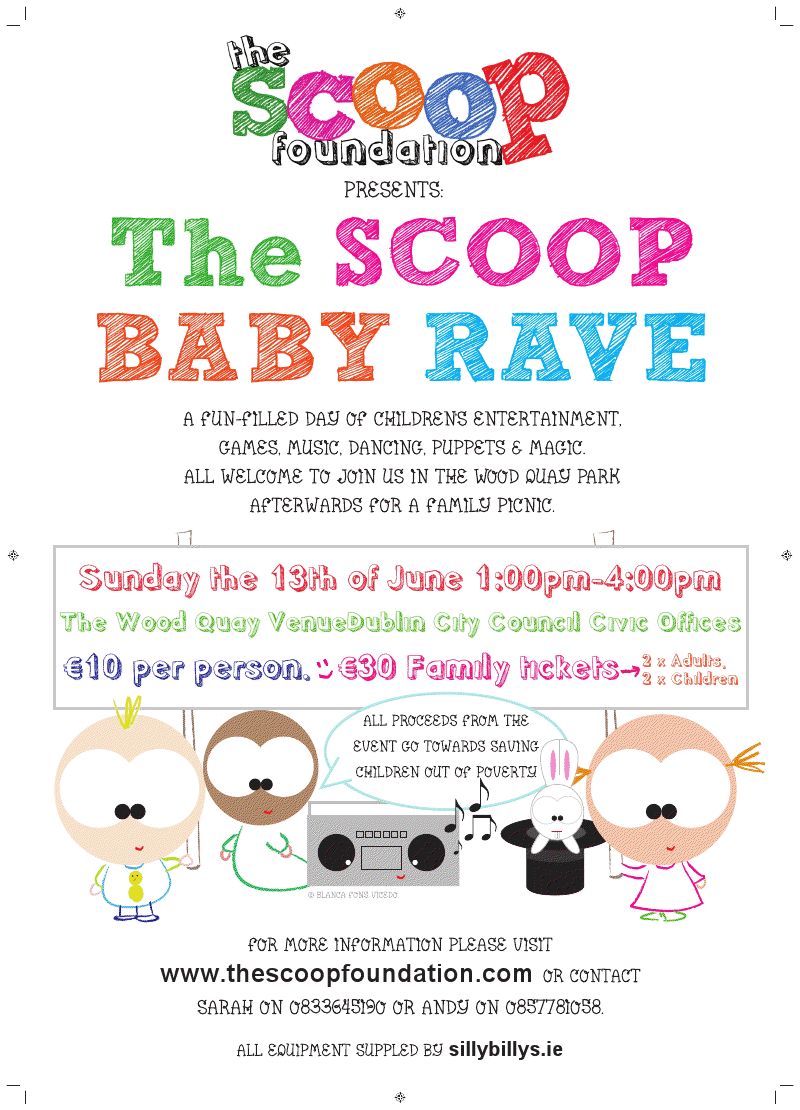 the
scoop
foundation
PRESENTS:
The SCOOP
BABY RAVE
A FUN-FILLED DAY OF CHILDRENS ENTERTAINMENT,
GAMES, MUSIC, DANCING, PUPPETS & MAGIC.
ALL WELCOME TO JOIN US IN THE WOOD QUAY PARK
AFTERWARDS FOR A FAMILY PICNIC.
Sunday the 13th of June 1:00pm-4:00pm
The Wood Quay VenueDublin City Council Civic Offices
€10 per person. :) €30 Family tickets→ 2 x Adults,
2 x Children
ALL PROCEEDS FROM THE
EVENT GO TOWARDS SAVING
CHILDREN OUT OF POVERTY
© BLANCA FONS VICEDO
FOR MORE INFORMATION PLEASE VISIT
www.thescoopfoundation.com OR CONTACT
SARAH ON 0833645190 OR ANDY ON 0857781058.
ALL EQUIPMENT SUPPLED BY sillybillys.ie